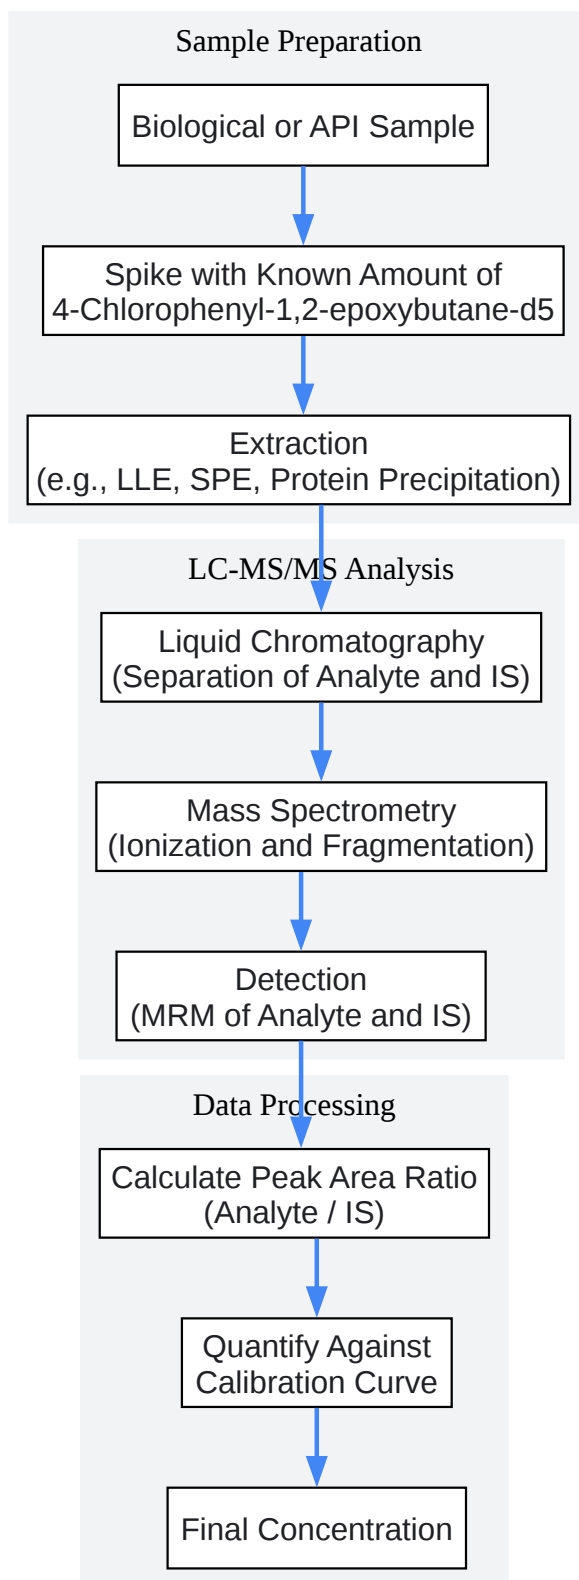 Sample Preparation
Biological or API Sample
Spike with Known Amount of
4-Chlorophenyl-1,2-epoxybutane-d5
Extraction
(e.g., LLE, SPE, Protein Precipitation)
LC-MS/MS Analysis
Liquid Chromatography
(Separation of Analyte and IS)
Mass Spectrometry
(Ionization and Fragmentation)
Detection
(MRM of Analyte and IS)
Data Processing
Calculate Peak Area Ratio
(Analyte / IS)
Quantify Against
Calibration Curve
Final Concentration